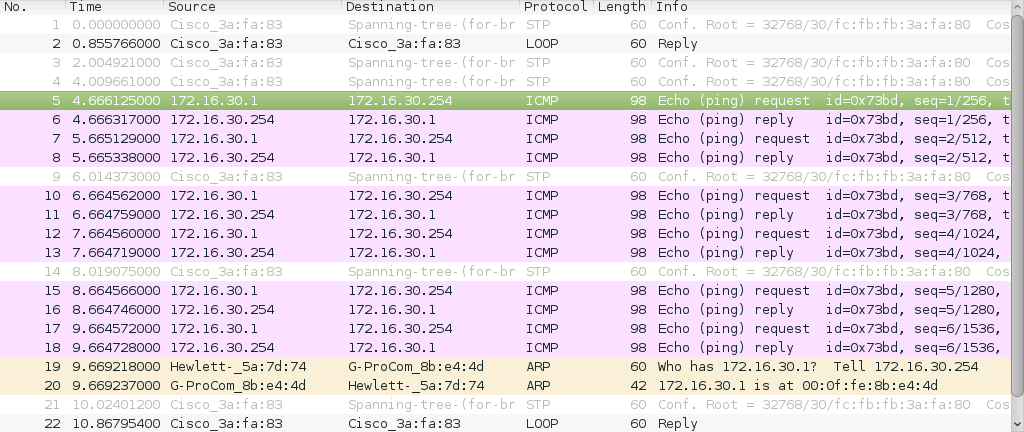 No. Time Source Destination Protocol Length Info
1 0.000000000 Cisco_3a:fa:83 Spanning-tree-(for-br STP 60 Conf. Root = 32768/30/fc:fb:fb:3a:fa:80 Cos
2 0.855766000 Cisco_3a:fa:83 Cisco_3a:fa:83 LOOP 60 Reply
3 2.004921000 Cisco_3a:fa:83 Spanning-tree-(for-br STP 60 Conf. Root = 32768/30/fc:fb:fb:3a:fa:80 Cos
4 4.009661000 Cisco_3a:fa:83 Spanning-tree-(for-br STP 60 Conf. Root = 32768/30/fc:fb:fb:3a:fa:80 Cos
5 4.666125000 172.16.30.1 172.16.30.254 ICMP 98 Echo (ping) request id=0x73bd, seq=1/256, t
6 4.666317000 172.16.30.254 172.16.30.1 ICMP 98 Echo (ping) reply id=0x73bd, seq=1/256, t
7 5.665129000 172.16.30.1 172.16.30.254 ICMP 98 Echo (ping) request id=0x73bd, seq=2/512, t
8 5.665338000 172.16.30.254 172.16.30.1 ICMP 98 Echo (ping) reply id=0x73bd, seq=2/512, t
9 6.014373000 Cisco_3a:fa:83 Spanning-tree-(for-br STP 60 Conf. Root = 32768/30/fc:fb:fb:3a:fa:80 Cos
10 6.664562000 172.16.30.1 172.16.30.254 ICMP 98 Echo (ping) request id=0x73bd, seq=3/768, t
11 6.664759000 172.16.30.254 172.16.30.1 ICMP 98 Echo (ping) reply id=0x73bd, seq=3/768, t
12 7.664560000 172.16.30.1 172.16.30.254 ICMP 98 Echo (ping) request id=0x73bd, seq=4/1024,
13 7.664719000 172.16.30.254 172.16.30.1 ICMP 98 Echo (ping) reply id=0x73bd, seq=4/1024,
14 8.019075000 Cisco_3a:fa:83 Spanning-tree-(for-br STP 60 Conf. Root = 32768/30/fc:fb:fb:3a:fa:80 Cos
15 8.664566000 172.16.30.1 172.16.30.254 ICMP 98 Echo (ping) request id=0x73bd, seq=5/1280,
16 8.664746000 172.16.30.254 172.16.30.1 ICMP 98 Echo (ping) reply id=0x73bd, seq=5/1280,
17 9.664572000 172.16.30.1 172.16.30.254 ICMP 98 Echo (ping) request id=0x73bd, seq=6/1536,
18 9.664728000 172.16.30.254 172.16.30.1 ICMP 98 Echo (ping) reply id=0x73bd, seq=6/1536,
19 9.669218000 Hewlett-_5a:7d:74 G-ProCom_8b:e4:4d ARP 60 Who has 172.16.30.1? Tell 172.16.30.254
20 9.669237000 G-ProCom_8b:e4:4d Hewlett-_5a:7d:74 ARP 42 172.16.30.1 is at 00:0f:fe:8b:e4:4d
21 10.02401200 Cisco_3a:fa:83 Spanning-tree-(for-br STP 60 Conf. Root = 32768/30/fc:fb:fb:3a:fa:80 Cos
22 10.86795400 Cisco_3a:fa:83 Cisco_3a:fa:83 LOOP 60 Reply